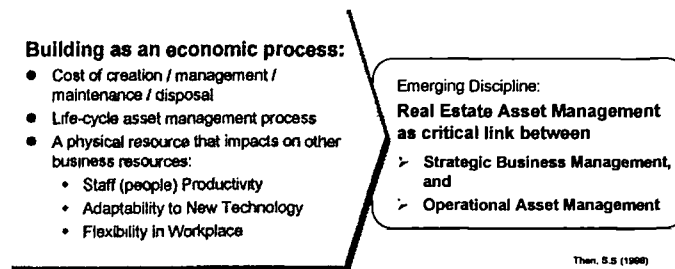 Building as an economic process:
● Cost of creation / management /
maintenance / disposal
● Life-cycle asset management process
● A physical resource that impacts on other
business resources:
• Staff (people) Productivity
• Adaptability to New Technology
• Flexibility in Workplace
Emerging Discipline:
Real Estate Asset Management
as critical link between
➢ Strategic Business Management,
and
➢ Operational Asset Management
Then, S.S (1998)